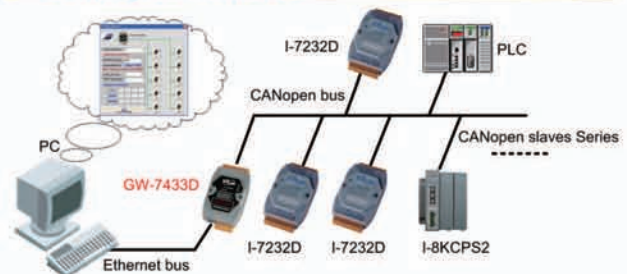 I-7232D
PLC
CANopen bus
CANopen slaves Series
PC
GW-7433D
I-7232D
I-7232D
I-8KCPS2
Ethernet bus